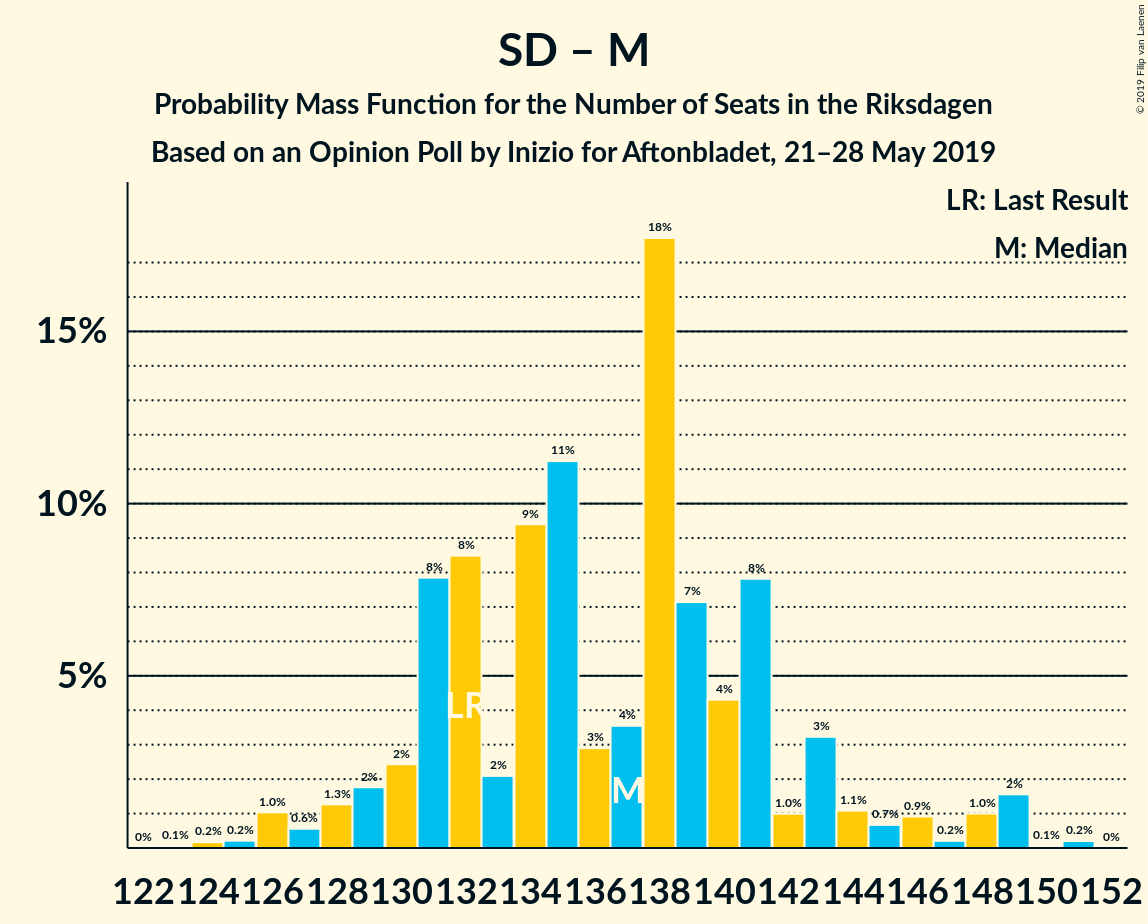 SD – M
Probability Mass Function for the Number of Seats in the Riksdagen
Based on an Opinion Poll by Inizio for Aftonbladet, 21–28 May 2019
© 2019 Filip van Laenen
LR: Last Result
M: Median
15%
10%
5%
0% 0.1% 0.2% 0.2% 1.0% 0.6% 1.3% 2% 2% 8% 8% 2% 9% 11% 3% 4% 18% 7% 4% 8% 1.0% 3% 1.1% 0.7% 0.9% 0.2% 1.0% 2% 0.1% 0.2% 0%
LR
M
122 124 126 128 130 132 134 136 138 140 142 144 146 148 150 152